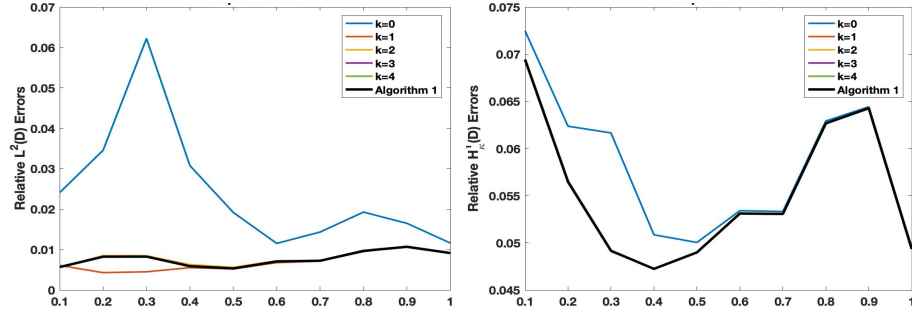 0.07
0.06
0.05
0.04
0.03
0.02
0.01
0
Relative L²(D) Errors
0.1 0.2 0.3 0.4 0.5 0.6 0.7 0.8 0.9 1
k=0
k=1
k=2
k=3
k=4
Algorithm 1
0.075
0.07
0.065
0.06
0.055
0.05
0.045
Relative H¹κ(D) Errors
0.1 0.2 0.3 0.4 0.5 0.6 0.7 0.8 0.9 1
k=0
k=1
k=2
k=3
k=4
Algorithm 1